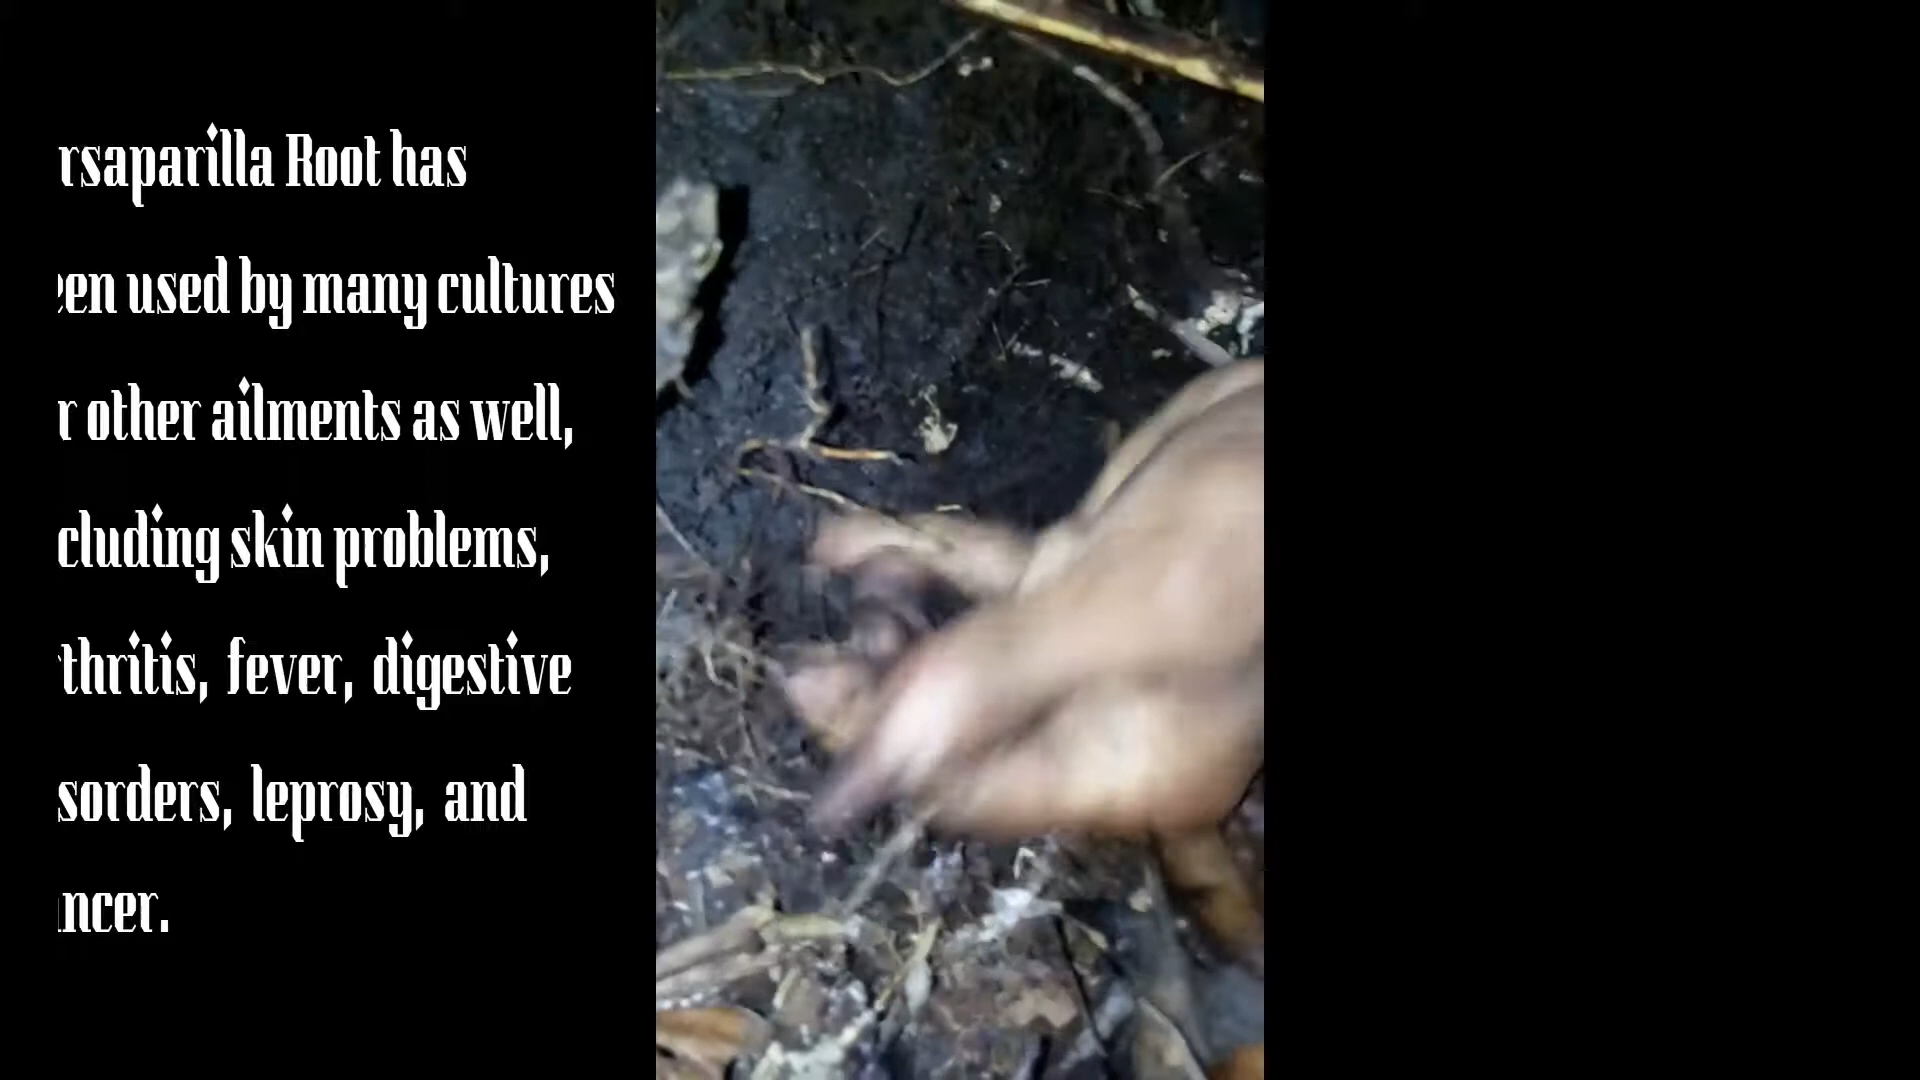 rsaparilla Root has
een used by many cultures
r other ailments as well,
cluding skin problems,
thritis, fever, digestive
sorders, leprosy, and
ncer.